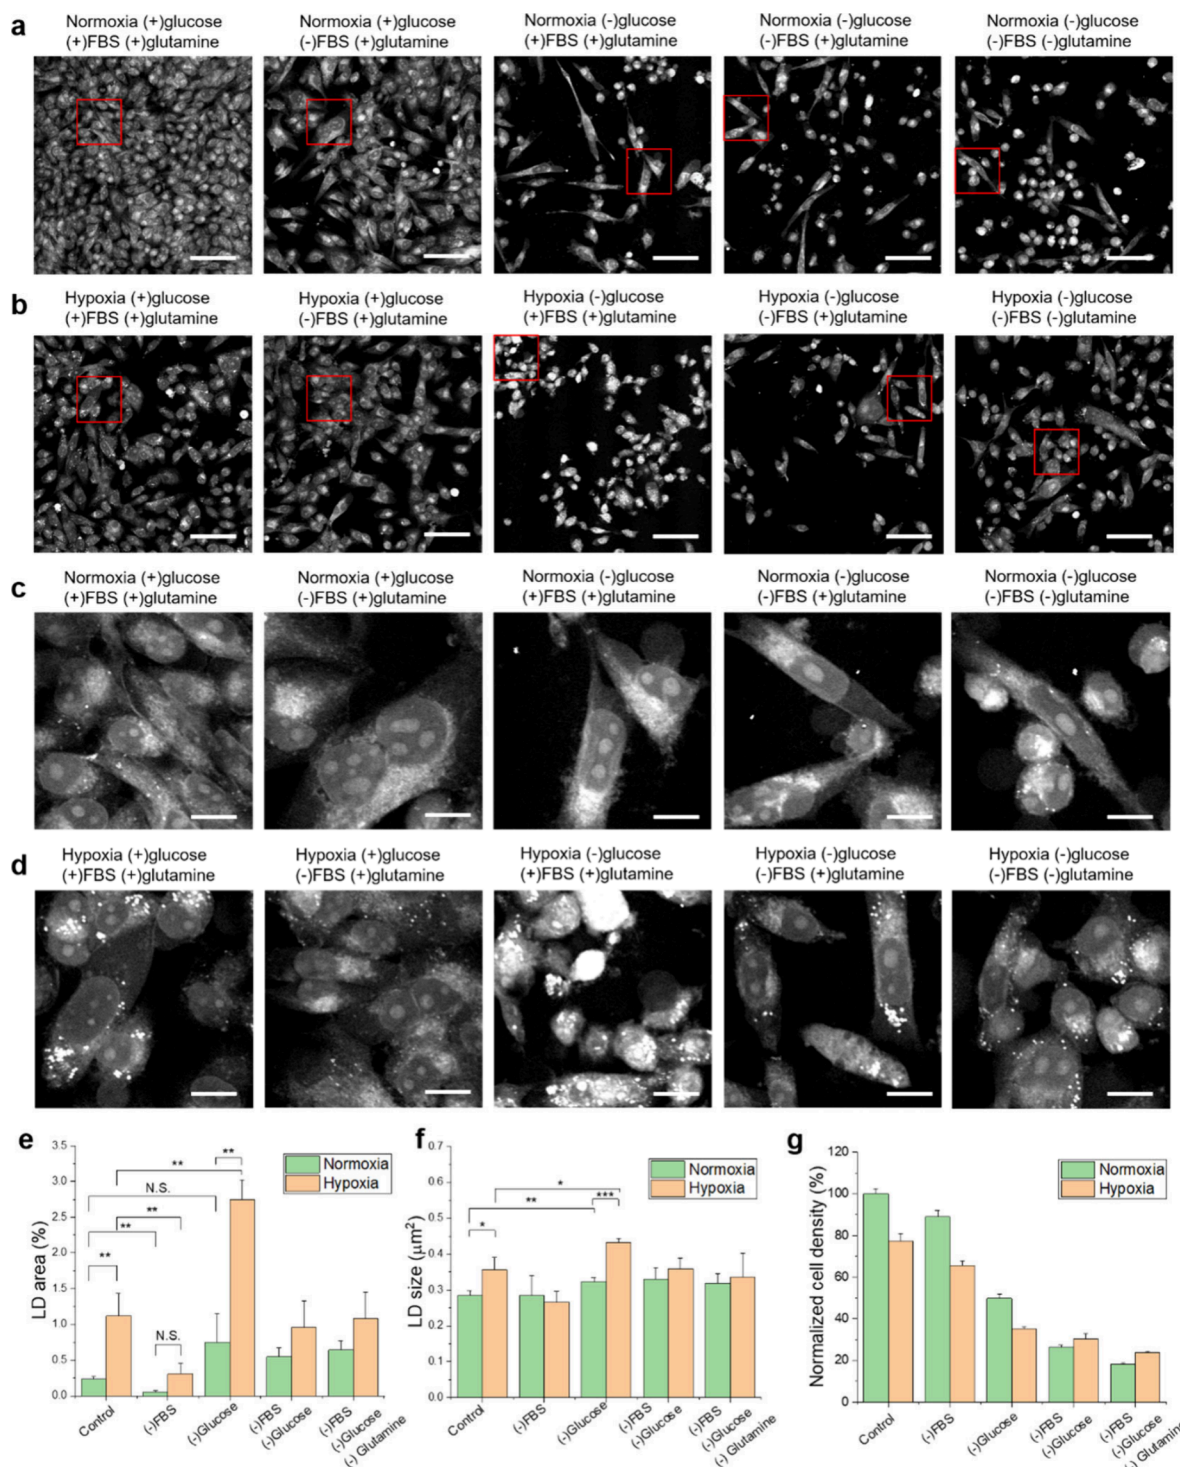 a
Normoxia (+)glucose
(+)FBS (+)glutamine
Normoxia (+)glucose
(-)FBS (+)glutamine
Normoxia (-)glucose
(+)FBS (+)glutamine
Normoxia (-)glucose
(-)FBS (+)glutamine
Normoxia (-)glucose
(-)FBS (-)glutamine
b
Hypoxia (+)glucose
(+)FBS (+)glutamine
Hypoxia (+)glucose
(-)FBS (+)glutamine
Hypoxia (-)glucose
(+)FBS (+)glutamine
Hypoxia (-)glucose
(-)FBS (+)glutamine
Hypoxia (-)glucose
(-)FBS (-)glutamine
c
Normoxia (+)glucose
(+)FBS (+)glutamine
Normoxia (+)glucose
(-)FBS (+)glutamine
Normoxia (-)glucose
(+)FBS (+)glutamine
Normoxia (-)glucose
(-)FBS (+)glutamine
Normoxia (-)glucose
(-)FBS (-)glutamine
d
Hypoxia (+)glucose
(+)FBS (+)glutamine
Hypoxia (+)glucose
(-)FBS (+)glutamine
Hypoxia (-)glucose
(+)FBS (+)glutamine
Hypoxia (-)glucose
(-)FBS (+)glutamine
Hypoxia (-)glucose
(-)FBS (-)glutamine
e
LD area (%)
3.5
3.0
2.5
2.0
1.5
1.0
0.5
0.0
**
**
N.S.
**
**
**
N.S.
Normoxia
Hypoxia
Control
(-)FBS
(-)Glucose
(-)FBS
(-)Glucose
(-)FBS
(-)Glucose
(-) Glutamine
f
LD size (μm²)
0.7
0.6
0.5
0.4
0.3
0.2
0.1
0.0
*
**
***
*
Normoxia
Hypoxia
Control
(-)FBS
(-)Glucose
(-)FBS
(-)Glucose
(-)FBS
(-)Glucose
(-) Glutamine
g
Normalized cell density (%)
120
100
80
60
40
20
0
Normoxia
Hypoxia
Control
(-)FBS
(-)Glucose
(-)FBS
(-)Glucose
(-)FBS
(-)Glucose
(-) Glutamine